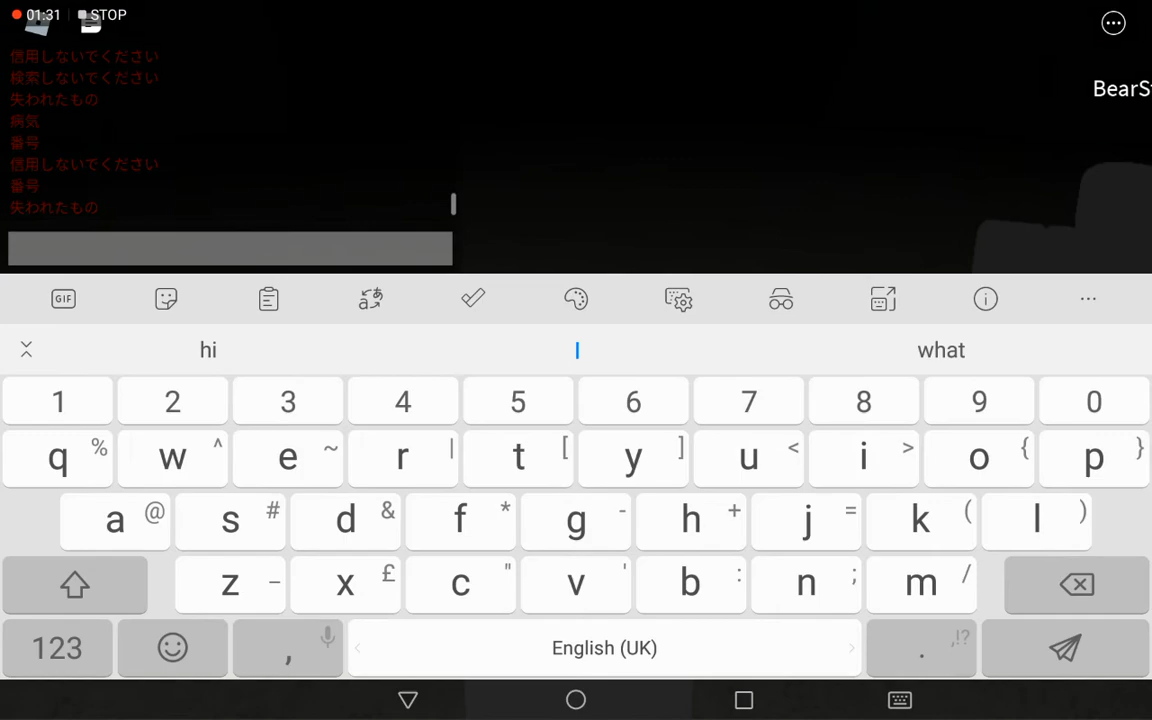 01:31 STOP
信用しないでください
検索しないでください
失われたもの
病気
番号
信用しないでください
番号
失われたもの
BearSt
GIF
hi I what
1 2 3 4 5 6 7 8 9 0
q % w ^ e ~ r | t [ y ] u < i > o { p }
a @ s # d & f * g - h + j = k ( l )
z _ x £ c " v ' b : n ; m /
123 , English (UK) . ,!?